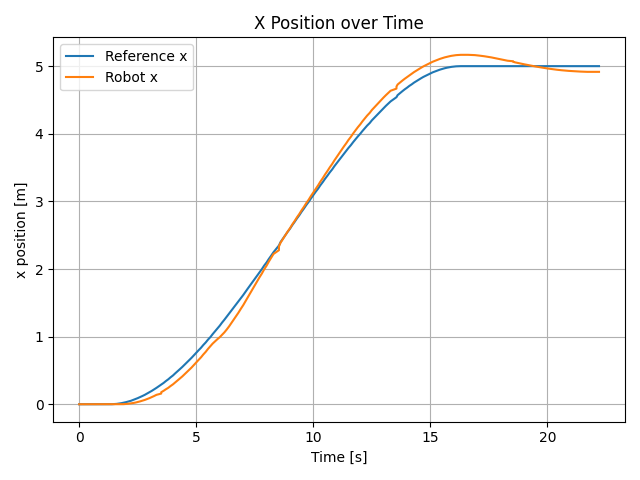 X Position over Time
Reference x
Robot x
x position [m]
5
4
3
2
1
0
0 5 10 15 20
Time [s]